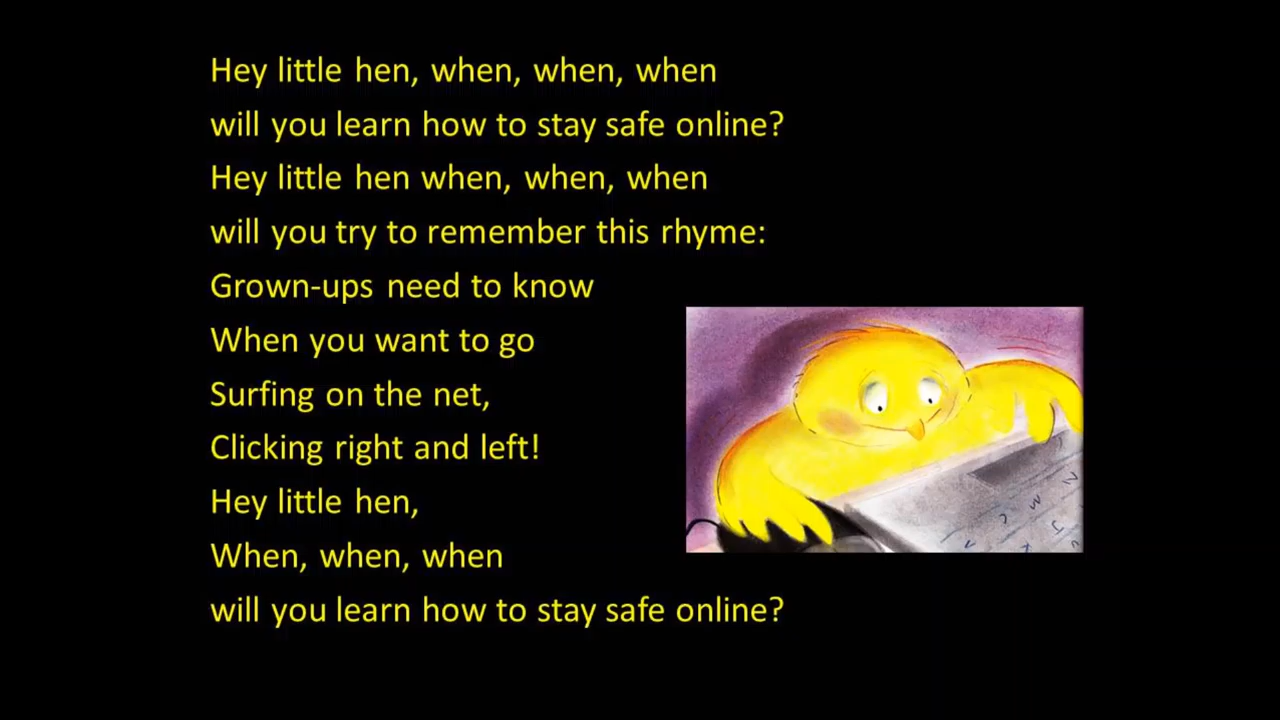 Hey little hen, when, when, when
will you learn how to stay safe online?
Hey little hen when, when, when
will you try to remember this rhyme:
Grown-ups need to know
When you want to go
Surfing on the net,
Clicking right and left!
Hey little hen,
When, when, when
will you learn how to stay safe online?